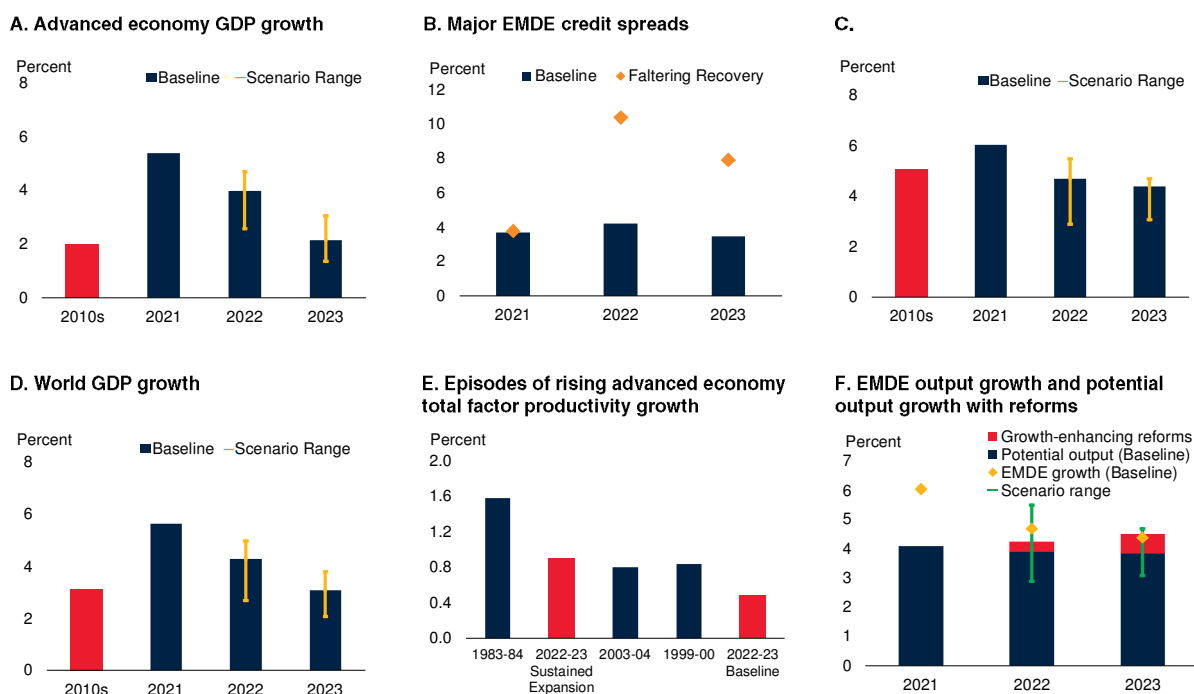 A. Advanced economy GDP growth
Percent
Baseline
Scenario Range
8
6
4
2
0
2010s
2021
2022
2023
B. Major EMDE credit spreads
Percent
Baseline
Faltering Recovery
12
10
8
6
4
2
0
2021
2022
2023
C.
Percent
Baseline
Scenario Range
8
6
4
2
0
2010s
2021
2022
2023
D. World GDP growth
Percent
Baseline
Scenario Range
8
6
4
2
0
2010s
2021
2022
2023
E. Episodes of rising advanced economy
total factor productivity growth
Percent
2.0
1.6
1.2
0.8
0.4
0.0
1983-84
2022-23
Sustained
Expansion
2003-04
1999-00
2022-23
Baseline
F. EMDE output growth and potential
output growth with reforms
Percent
Growth-enhancing reforms
Potential output (Baseline)
EMDE growth (Baseline)
Scenario range
7
6
5
4
3
2
1
0
2021
2022
2023